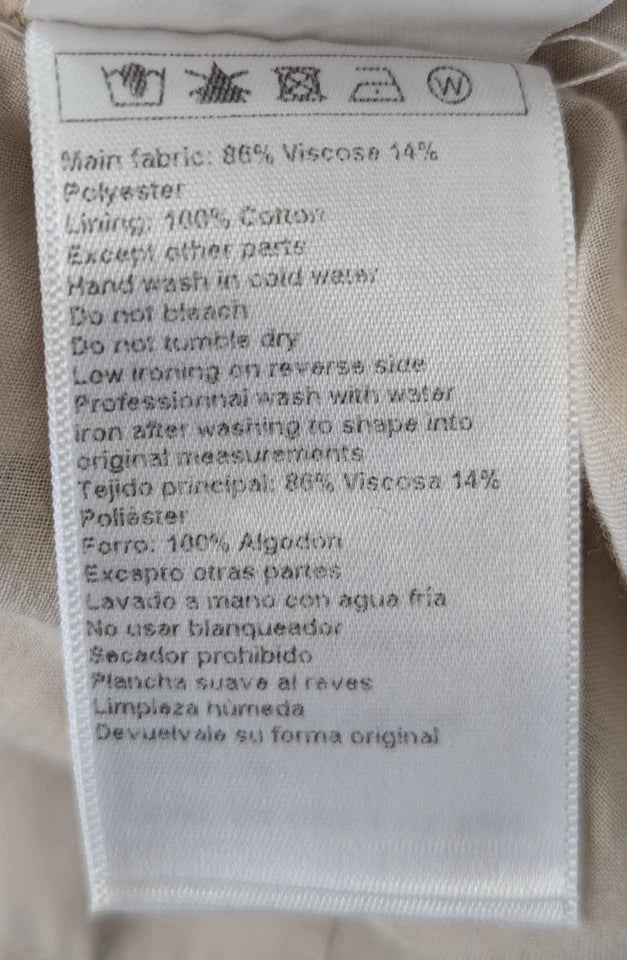 W
Main fabric: 86% Viscose 14%
Polyester
Lining: 100% Cotton
Except other parts
Hand wash in cold water
Do not bleach
Do not tumble dry
Low ironing on reverse side
Professionnal wash with water
iron after washing to shape into
original measurements
Tejido principal: 86% Viscosa 14%
Poliéster
Forro: 100% Algodon
Excepto otras partes
Lavado a mano con agua fría
No usar blanqueador
Secador prohibido
Plancha suave al reves
Limpieza húmeda
Devuelvale su forma original